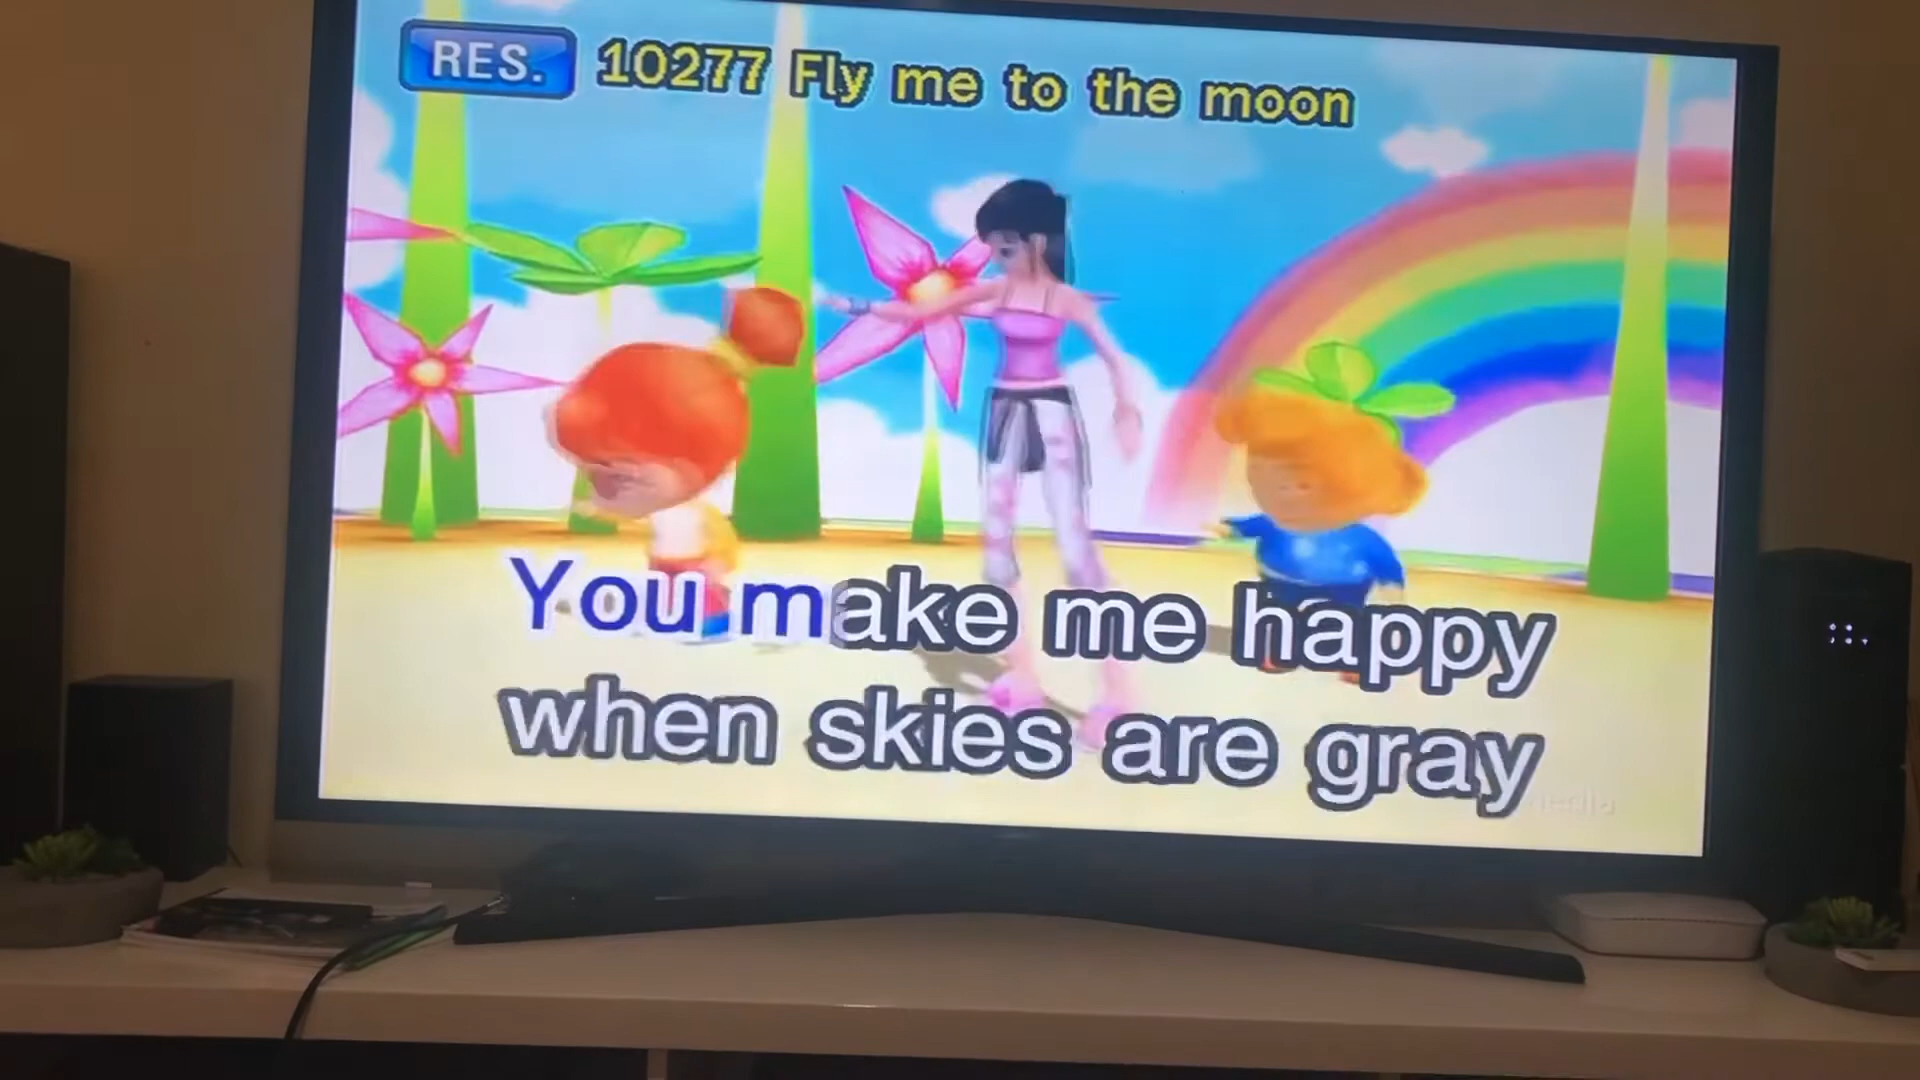 RES. 10277 Fly me to the moon
You make me happy
when skies are gray